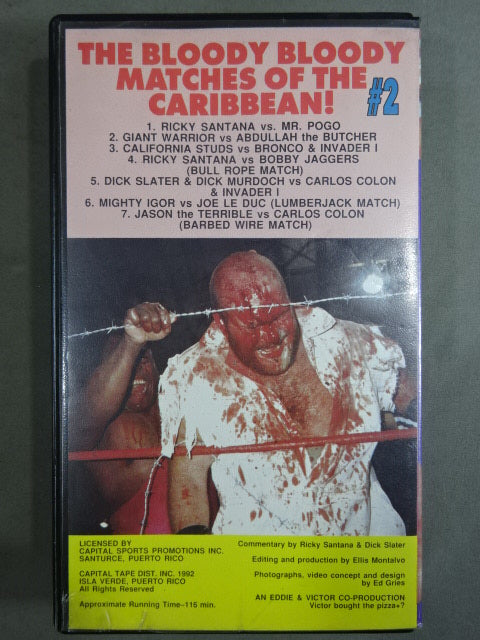 THE BLOODY BLOODY
MATCHES OF THE
CARIBBEAN! #2
1. RICKY SANTANA vs. MR. POGO
2. GIANT WARRIOR vs ABDULLAH the BUTCHER
3. CALIFORNIA STUDS vs BRONCO & INVADER I
4. RICKY SANTANA vs BOBBY JAGGERS
(BULL ROPE MATCH)
5. DICK SLATER & DICK MURDOCH vs CARLOS COLON
& INVADER I
6. MIGHTY IGOR vs JOE LE DUC (LUMBERJACK MATCH)
7. JASON the TERRIBLE vs CARLOS COLON
(BARBED WIRE MATCH)
LICENSED BY
CAPITAL SPORTS PROMOTIONS INC.
SANTURCE, PUERTO RICO
CAPITAL TAPE DIST. INC. 1992
ISLA VERDE, PUERTO RICO
All Rights Reserved
Approximate Running Time-116 min.
Commentary by Ricky Santana & Dick Slater
Editing and production by Ellis Montalvo
Photographs, video concept and design
by Ed Gries
AN EDDIE & VICTOR CO-PRODUCTION
Victor bought the pizza+?